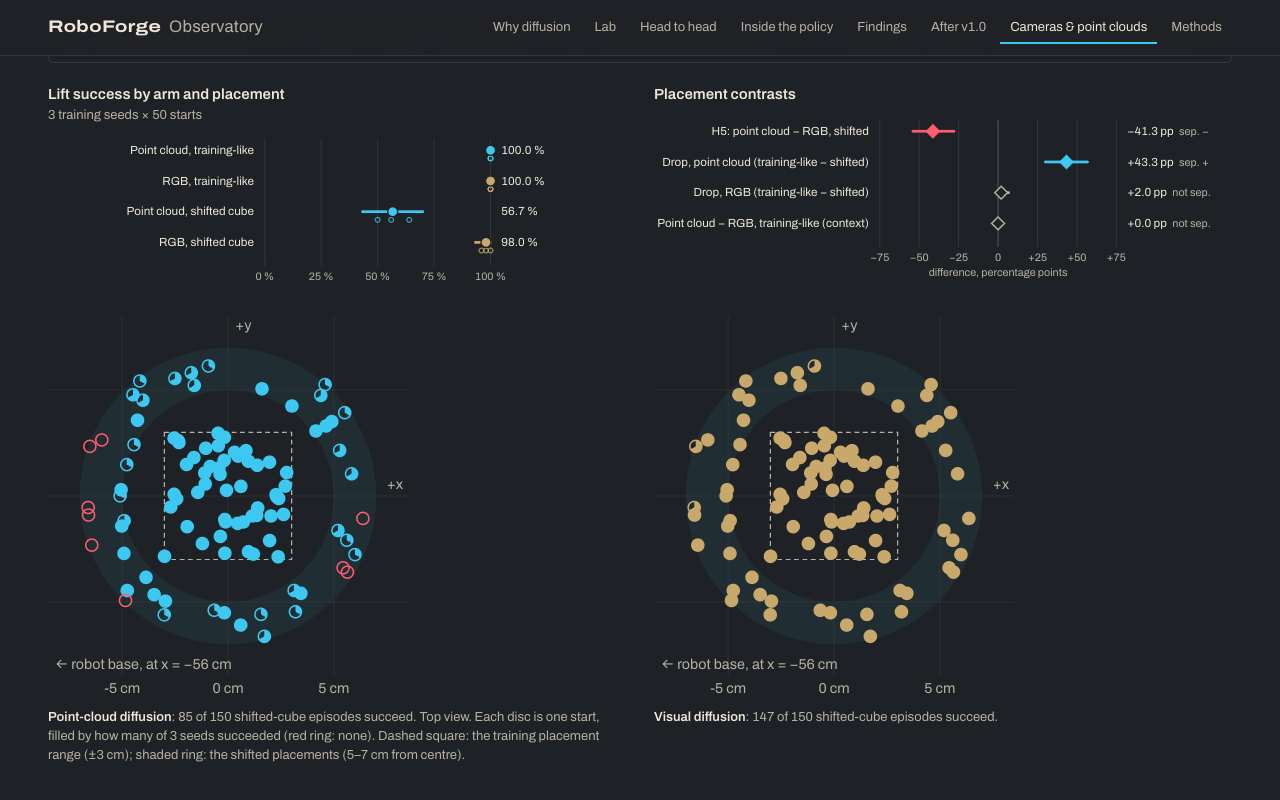 RoboForge Observatory
Why diffusion
Lab
Head to head
Inside the policy
Findings
After v1.0
Cameras & point clouds
Methods
Lift success by arm and placement
3 training seeds × 50 starts
Point cloud, training-like
100.0 %
RGB, training-like
100.0 %
Point cloud, shifted cube
56.7 %
RGB, shifted cube
98.0 %
0 %
25 %
50 %
75 %
100 %
Placement contrasts
H5: point cloud − RGB, shifted
−41.3 pp sep. −
Drop, point cloud (training-like − shifted)
+43.3 pp sep. +
Drop, RGB (training-like − shifted)
+2.0 pp not sep.
Point cloud − RGB, training-like (context)
+0.0 pp not sep.
−75
−50
−25
0
+25
+50
+75
difference, percentage points
+y
+x
← robot base, at x = −56 cm
-5 cm
0 cm
5 cm
Point-cloud diffusion: 85 of 150 shifted-cube episodes succeed. Top view. Each disc is one start,
filled by how many of 3 seeds succeeded (red ring: none). Dashed square: the training placement
range (±3 cm); shaded ring: the shifted placements (5–7 cm from centre).
+y
+x
← robot base, at x = −56 cm
-5 cm
0 cm
5 cm
Visual diffusion: 147 of 150 shifted-cube episodes succeed.